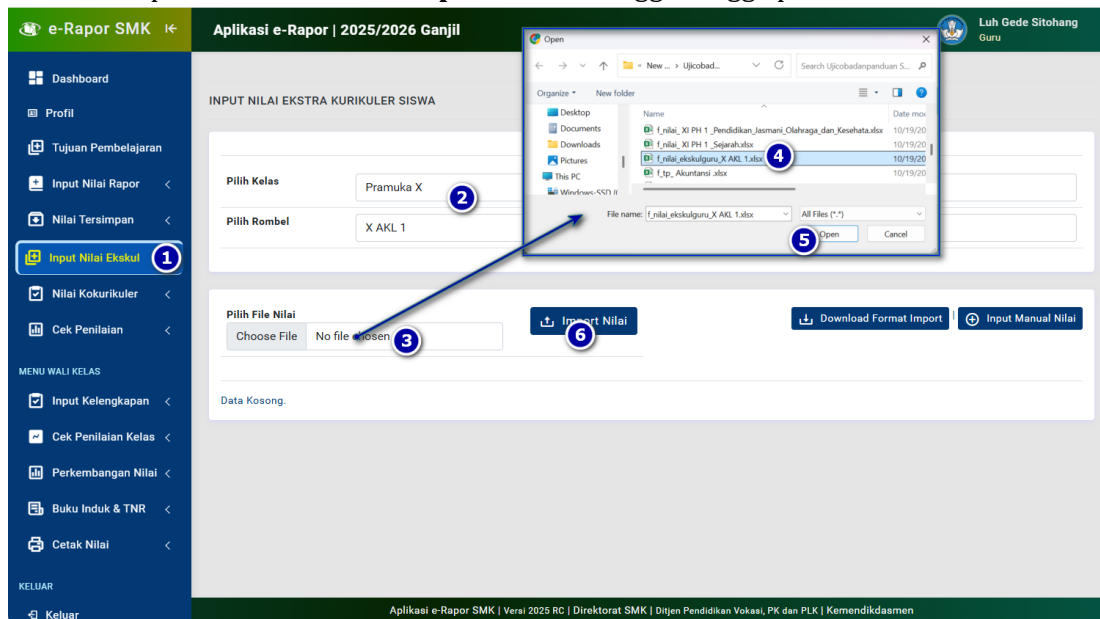 e-Rapor SMK
Aplikasi e-Rapor | 2025/2026 Ganjil
Luh Gede Sitohang
Guru
Dashboard
Profil
Tujuan Pembelajaran
Input Nilai Rapor
Nilai Tersimpan
Input Nilai Ekskul
1
Nilai Kokurikuler
Cek Penilaian
MENU WALI KELAS
Input Kelengkapan
Cek Penilaian Kelas
Perkembangan Nilai
Buku Induk & TNR
Cetak Nilai
KELUAR
Keluar
INPUT NILAI EKSTRA KURIKULER SISWA
Pilih Kelas
Pramuka X
2
Pilih Rombel
X AKL 1
Open
« New ... > Ujicobad...
Search Ujicobadanpanduan S...
Organize
New folder
Desktop
Documents
Downloads
Pictures
This PC
Windows-SSD (
Name
Date mo
f_nilai_ XI PH 1 _Pendidikan_Jasmani_Olahraga_dan_Kesehata.xlsx
10/19/20
f_nilai_ XI PH 1 _Sejarah.xlsx
10/19/20
f_nilai_ekskulguru_X AKL 1.xlsx
4
10/19/20
f_tp_ Akuntansi .xlsx
10/19/20
File name:
f_nilai_ekskulguru_X AKL 1.xlsx
All Files (*.*)
5
Open
Cancel
Pilih File Nilai
Choose File
No file chosen
3
Import Nilai
6
Download Format Import
Input Manual Nilai
Data Kosong.
Aplikasi e-Rapor SMK | Versi 2025 RC | Direktorat SMK | Ditjen Pendidikan Vokasi, PK dan PLK | Kemendikdasmen